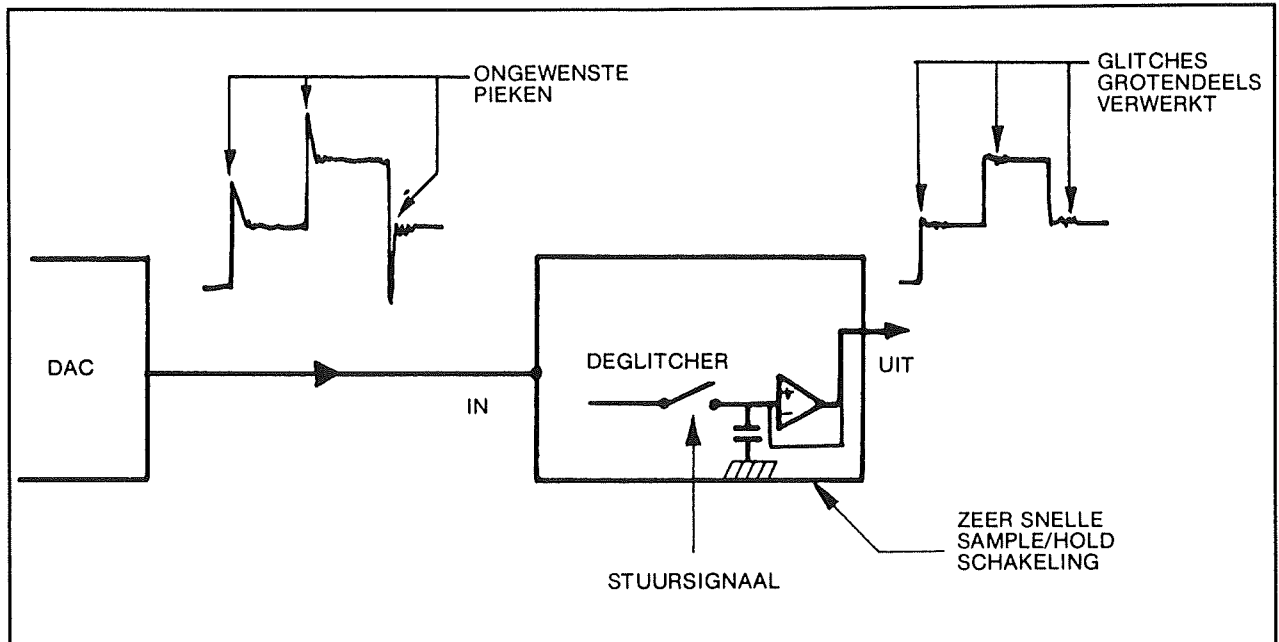 ONGEWENSTE
PIEKEN
GLITCHES
GROTENDEELS
VERWERKT
DAC
IN
DEGLITCHER
+
−
UIT
STUURSIGNAAL
ZEER SNELLE
SAMPLE/HOLD
SCHAKELING